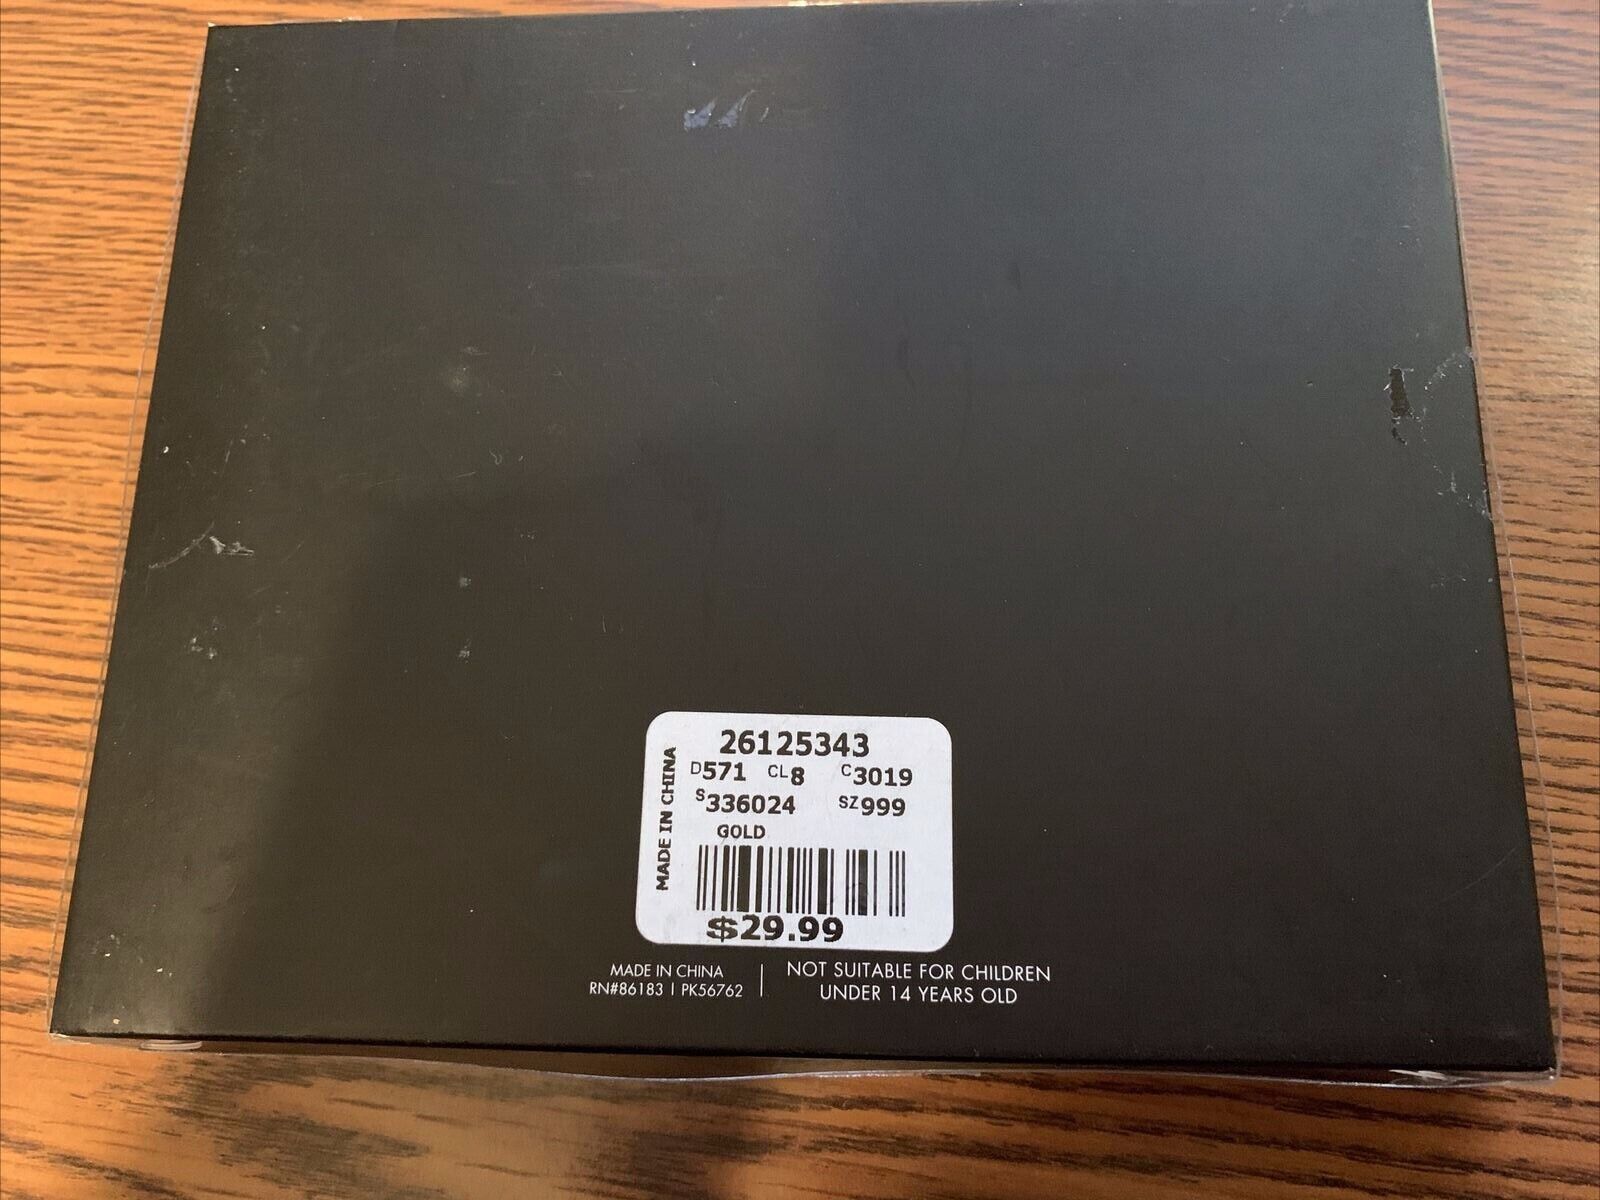 26125343
D571 CL8 C3019
S336024 SZ999
GOLD
MADE IN CHINA
$29.99
MADE IN CHINA
RN#86183 | PK56762
NOT SUITABLE FOR CHILDREN
UNDER 14 YEARS OLD